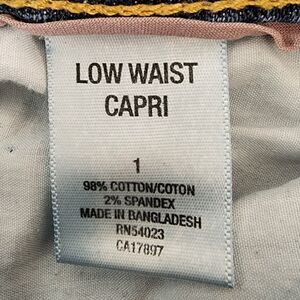 LOW WAIST
CAPRI
1
98% COTTON/COTON
2% SPANDEX
MADE IN BANGLADESH
RN54023
CA17897